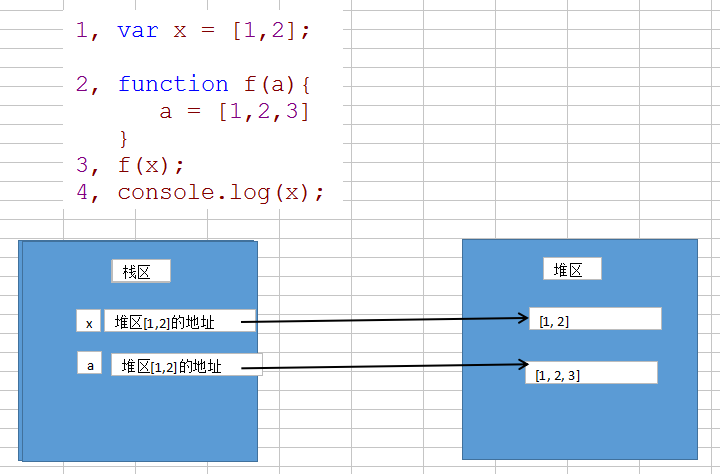 1, var x = [1,2];
2, function f(a){
a = [1,2,3]
}
3, f(x);
4, console.log(x);
栈区
堆区
x 堆区[1,2]的地址
[1, 2]
a 堆区[1,2]的地址
[1, 2, 3]